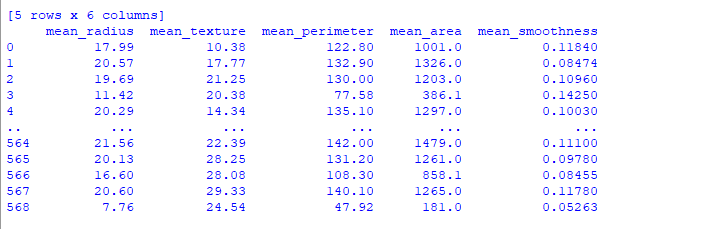 [5 rows x 6 columns]
mean_radius mean_texture mean_perimeter mean_area mean_smoothness
0 17.99 10.38 122.80 1001.0 0.11840
1 20.57 17.77 132.90 1326.0 0.08474
2 19.69 21.25 130.00 1203.0 0.10960
3 11.42 20.38 77.58 386.1 0.14250
4 20.29 14.34 135.10 1297.0 0.10030
.. ... ... ... ... ...
564 21.56 22.39 142.00 1479.0 0.11100
565 20.13 28.25 131.20 1261.0 0.09780
566 16.60 28.08 108.30 858.1 0.08455
567 20.60 29.33 140.10 1265.0 0.11780
568 7.76 24.54 47.92 181.0 0.05263